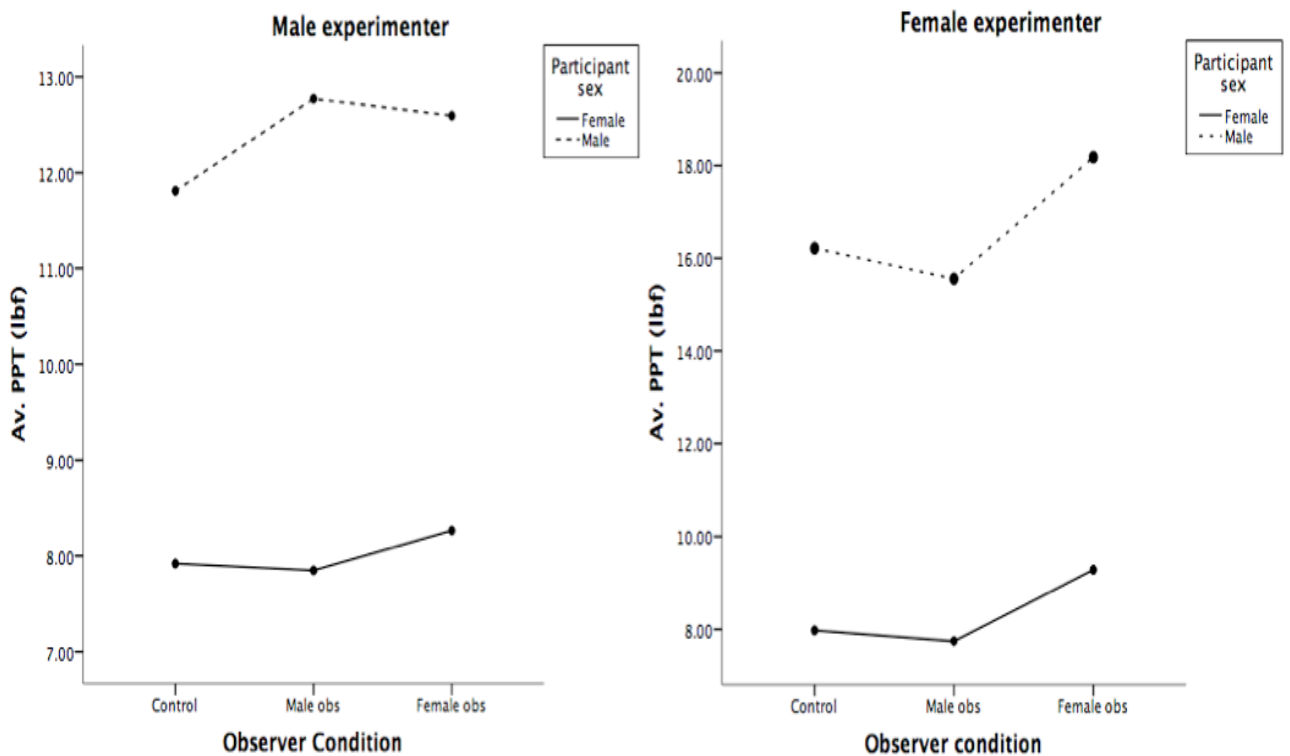 Male experimenter
Participant
sex
Female
Male
13.00
12.00
11.00
10.00
9.00
8.00
7.00
Av. PPT (lbf)
Control
Male obs
Female obs
Observer Condition
Female experimenter
Participant
sex
Female
Male
20.00
18.00
16.00
14.00
12.00
10.00
8.00
Av. PPT (lbf)
Control
Male obs
Female obs
Observer condition